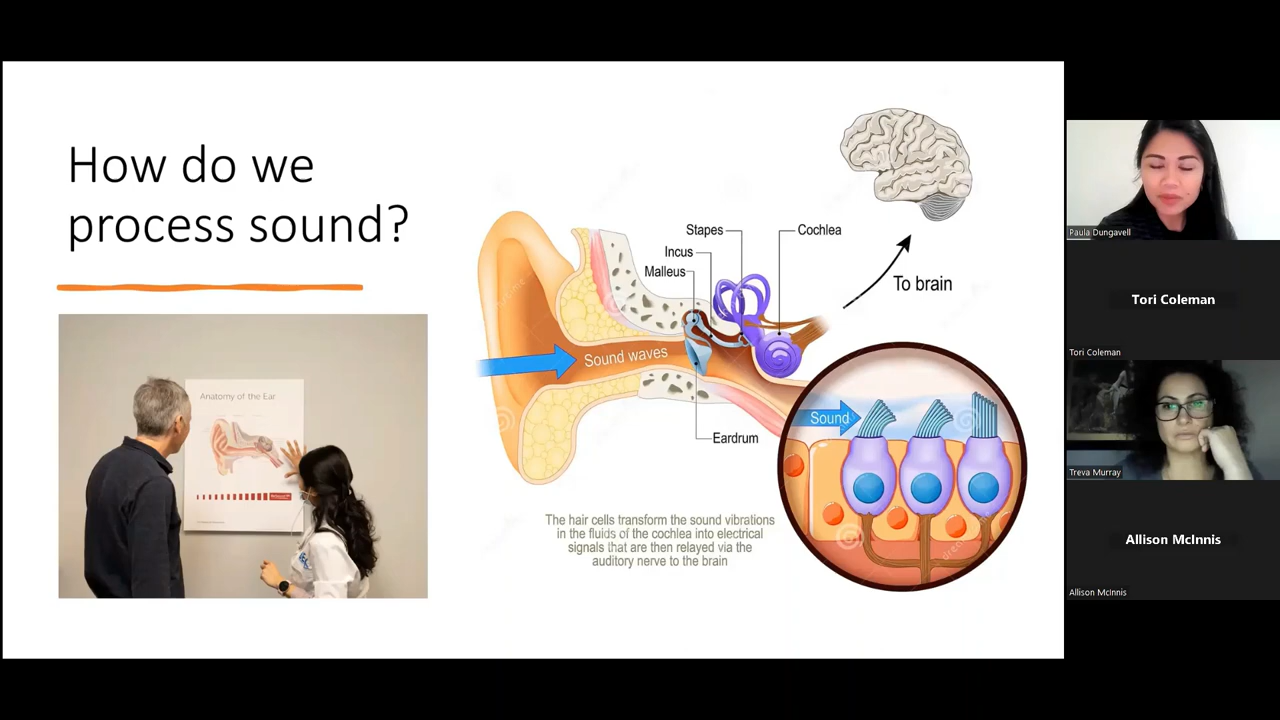 How do we
process sound?
Anatomy of the Ear
Stapes
Cochlea
Incus
Malleus
To brain
Sound waves
Eardrum
Sound
The hair cells transform the sound vibrations
in the fluids of the cochlea into electrical
signals that are then relayed via the
auditory nerve to the brain
Paula Dungavell
Tori Coleman
Tori Coleman
Treva Murray
Allison McInnis
Allison McInnis